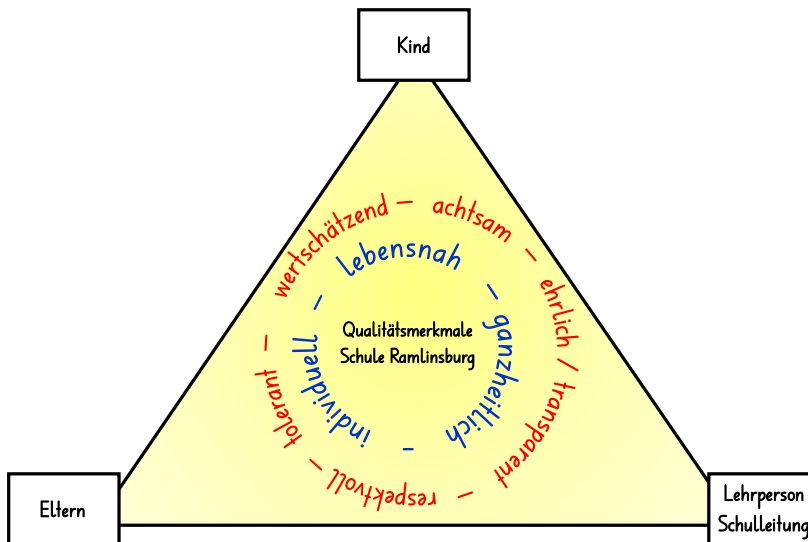 Kind
wertschätzend – achtsam – ehrlich / transparent – respektvoll – tolerant –
lebensnah – ganzheitlich - individuell –
Qualitätsmerkmale
Schule Ramlinsburg
Eltern
Lehrperson
Schulleitung